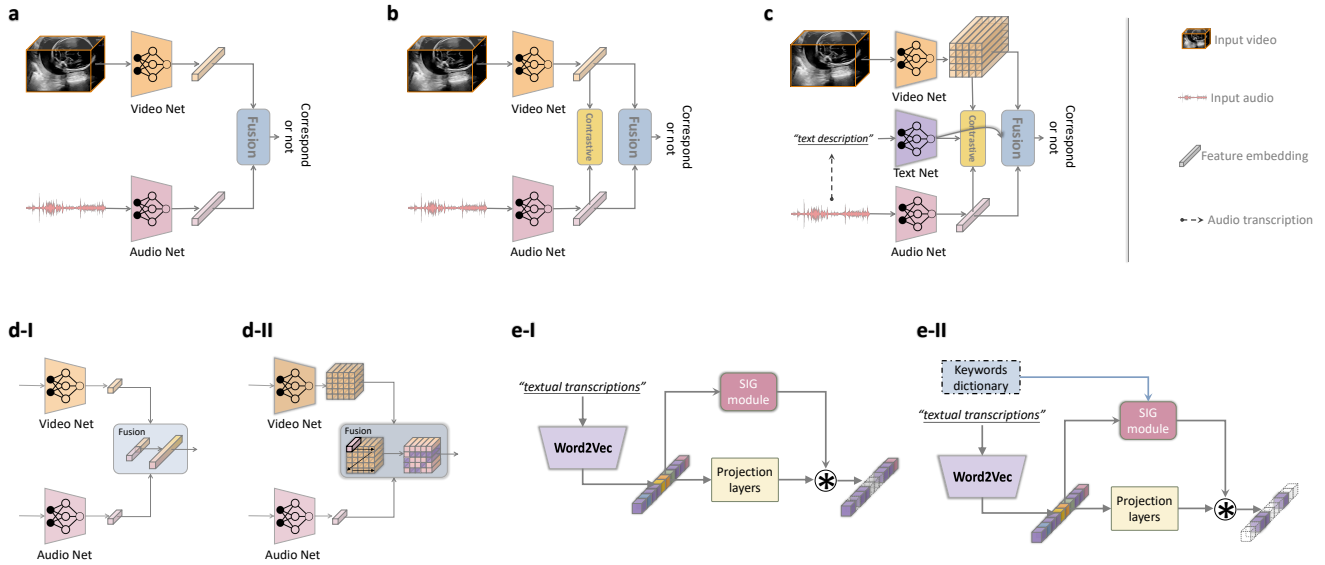 a
Video Net
Audio Net
Fusion
Correspond
or not
b
Video Net
Audio Net
Contrastive
Fusion
Correspond
or not
c
Video Net
“text description”
Text Net
Audio Net
Contrastive
Fusion
Correspond
or not
Input video
Input audio
Feature embedding
Audio transcription
d-I
Video Net
Fusion
Audio Net
d-II
Video Net
Fusion
Audio Net
e-I
“textual transcriptions”
Word2Vec
SIG
module
Projection
layers
*
e-II
Keywords
dictionary
“textual transcriptions”
Word2Vec
SIG
module
Projection
layers
*